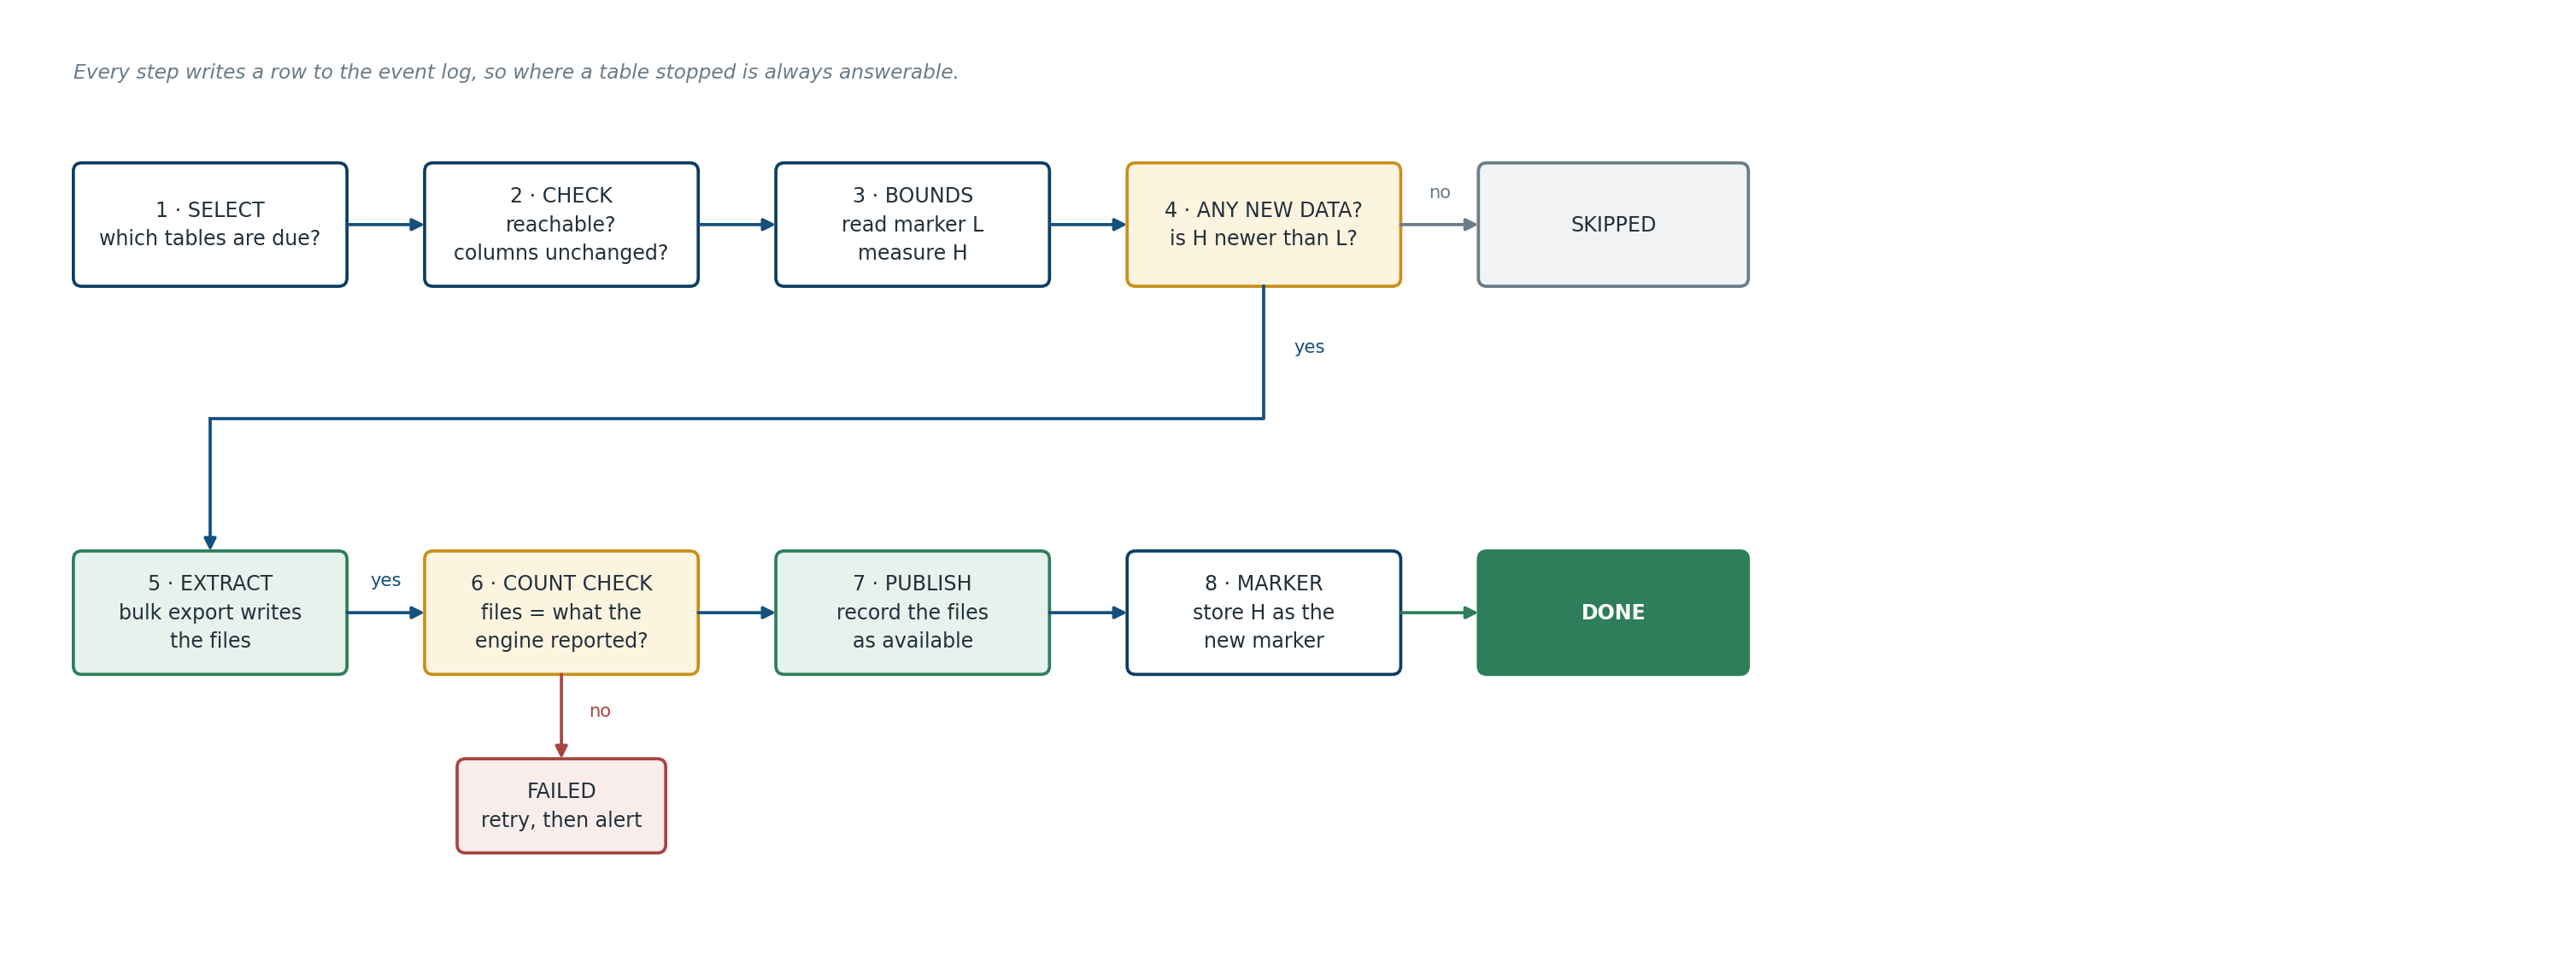 Every step writes a row to the event log, so where a table stopped is always answerable.
1 · SELECT
which tables are due?
2 · CHECK
reachable?
columns unchanged?
3 · BOUNDS
read marker L
measure H
4 · ANY NEW DATA?
is H newer than L?
no
SKIPPED
yes
5 · EXTRACT
bulk export writes
the files
yes
6 · COUNT CHECK
files = what the
engine reported?
7 · PUBLISH
record the files
as available
8 · MARKER
store H as the
new marker
DONE
no
FAILED
retry, then alert